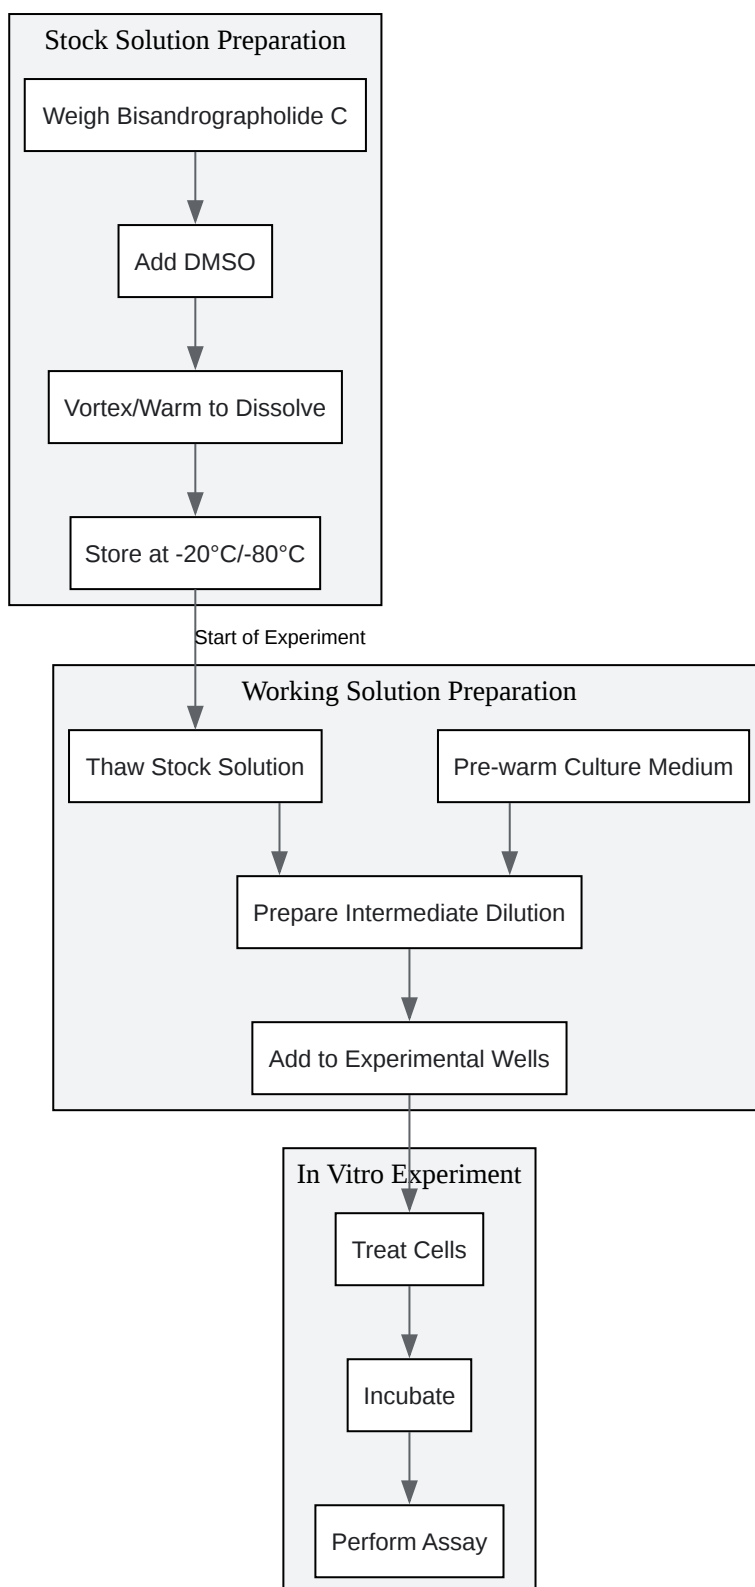 Stock Solution Preparation
Weigh Bisandrographolide C
Add DMSO
Vortex/Warm to Dissolve
Store at -20°C/-80°C
Start of Experiment
Working Solution Preparation
Thaw Stock Solution
Pre-warm Culture Medium
Prepare Intermediate Dilution
Add to Experimental Wells
In Vitro Experiment
Treat Cells
Incubate
Perform Assay